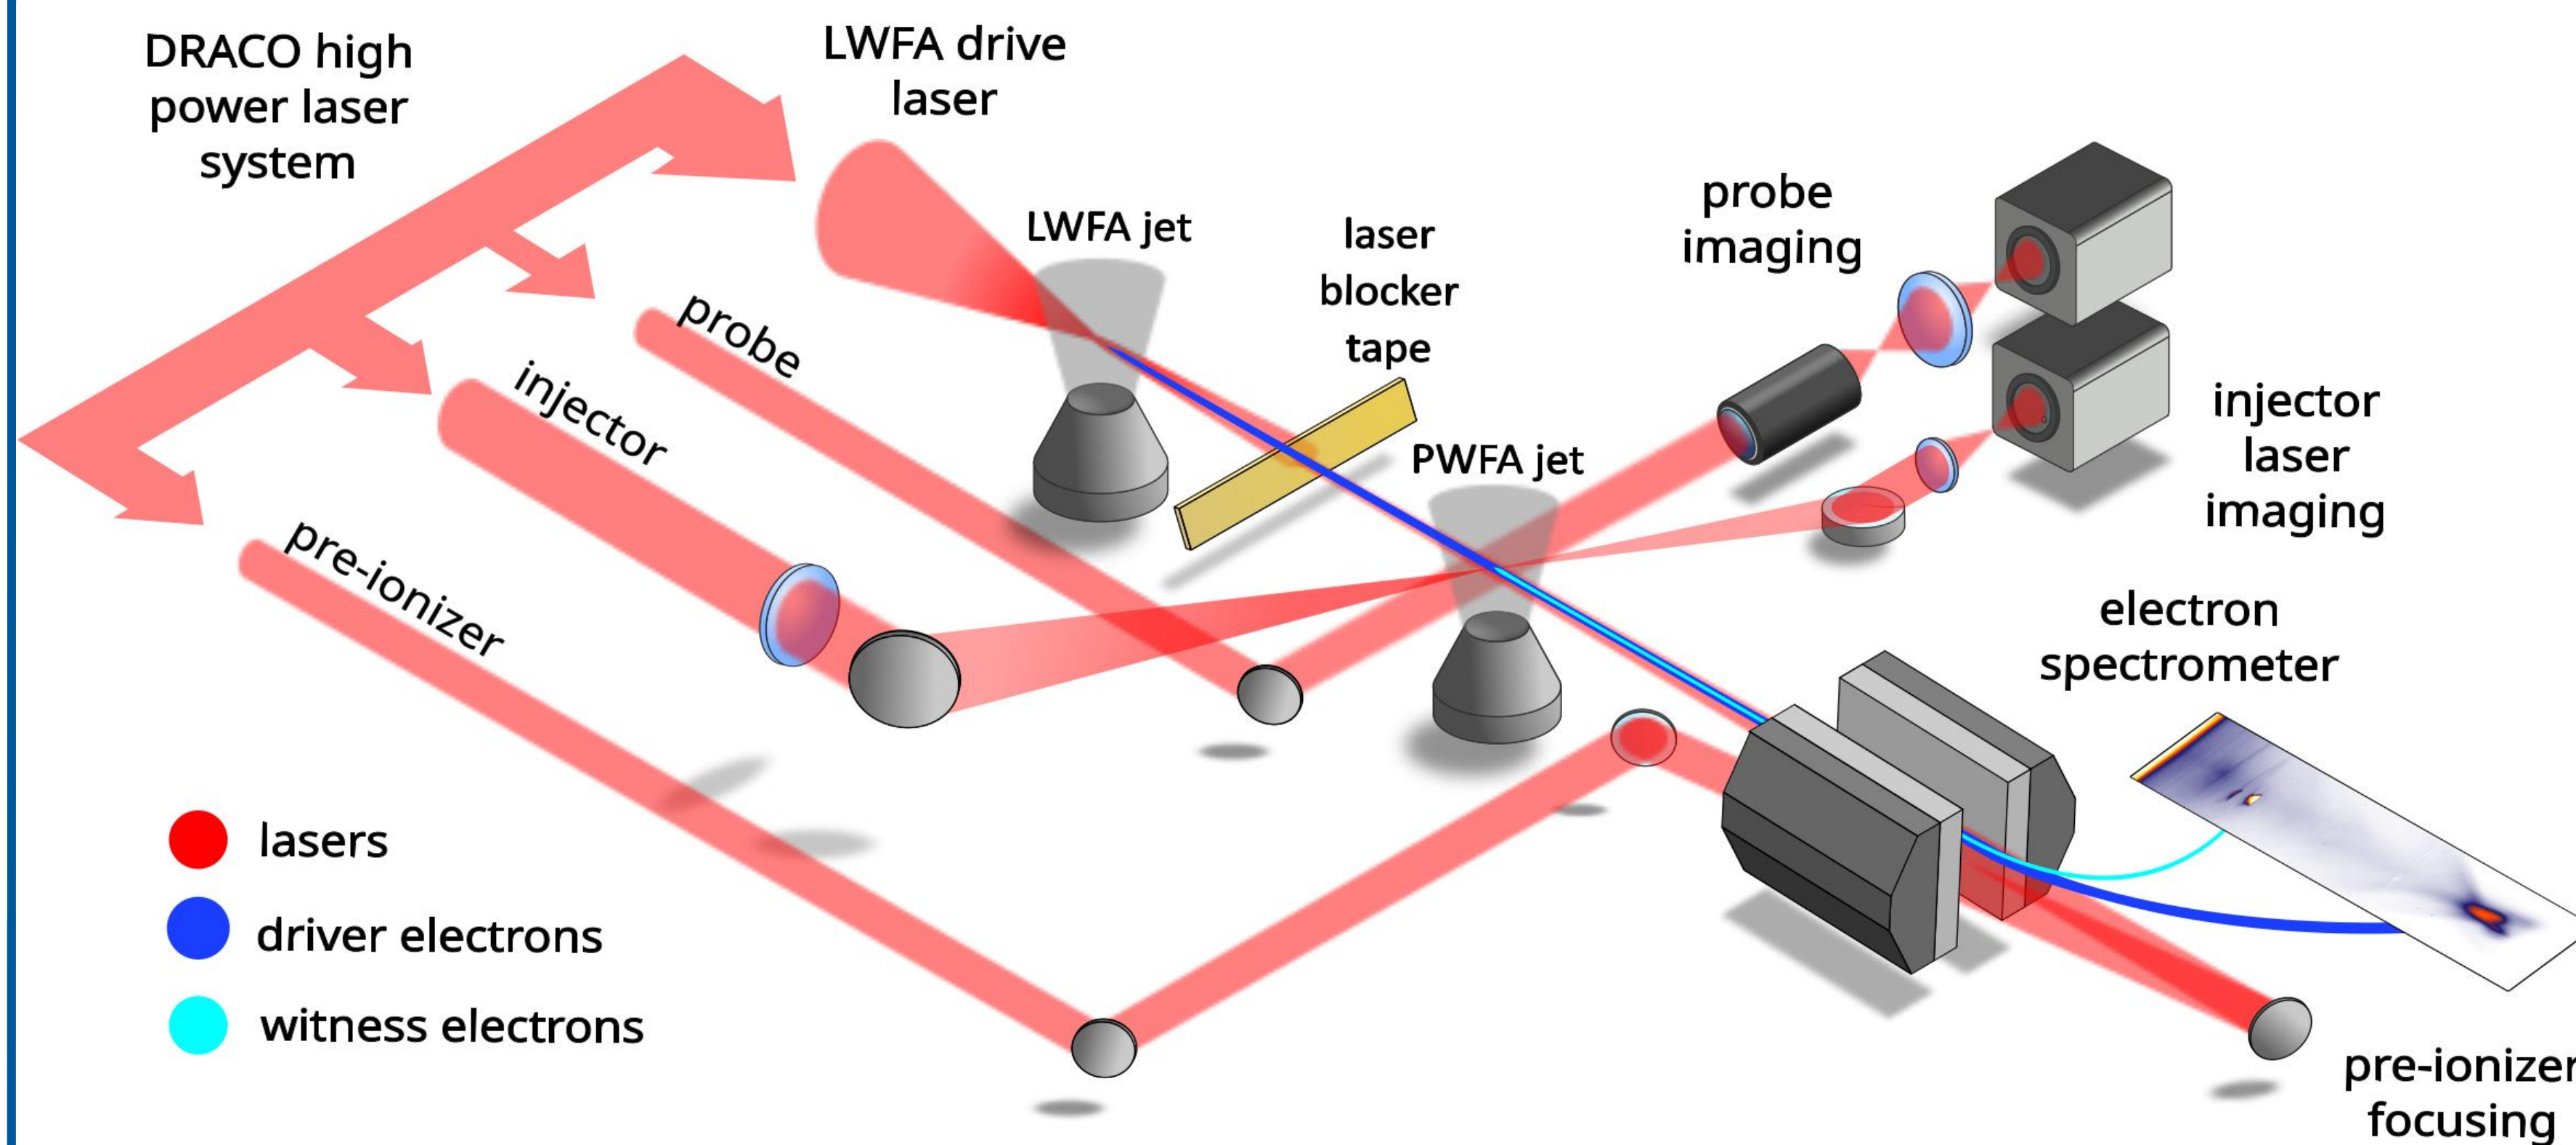 DRACO high
power laser
system
LWFA drive
laser
LWFA jet
laser
blocker
tape
probe
imaging
probe
injector
pre-ionizer
PWFA jet
injector
laser
imaging
electron
spectrometer
lasers
driver electrons
witness electrons
pre-ionizer
focusing